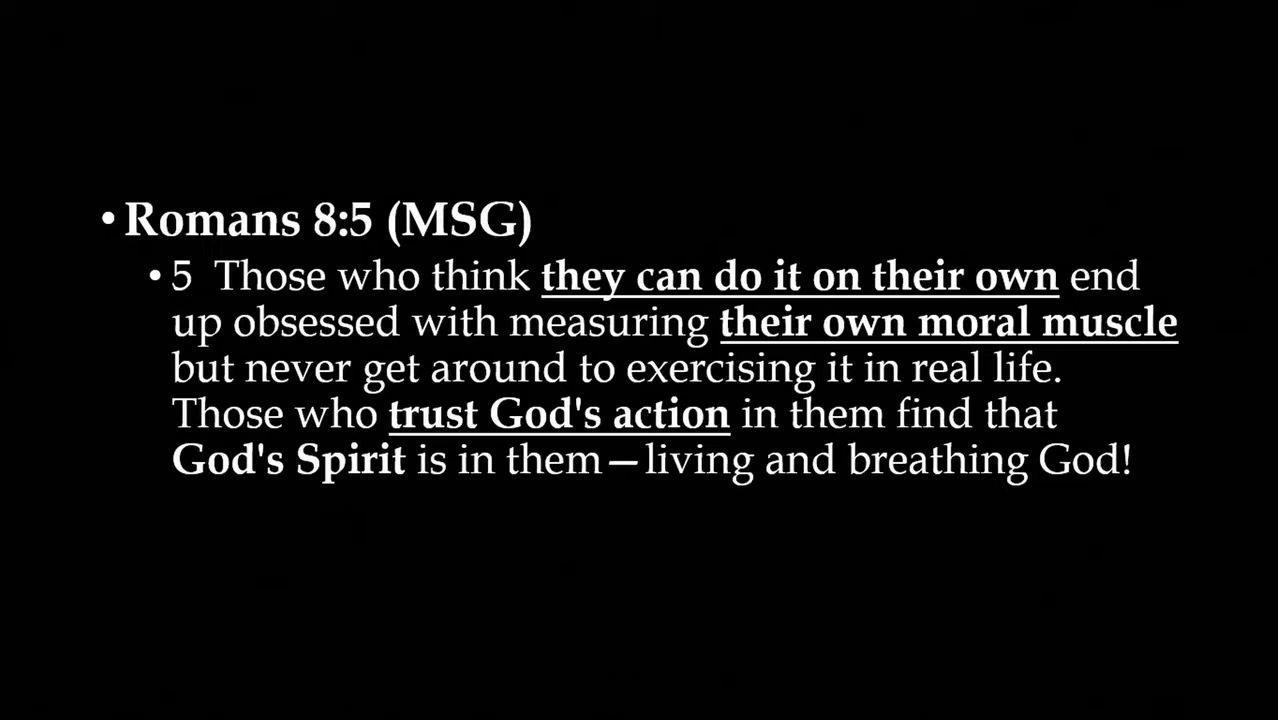 • Romans 8:5 (MSG)
• 5 Those who think they can do it on their own end
up obsessed with measuring their own moral muscle
but never get around to exercising it in real life.
Those who trust God's action in them find that
God's Spirit is in them—living and breathing God!